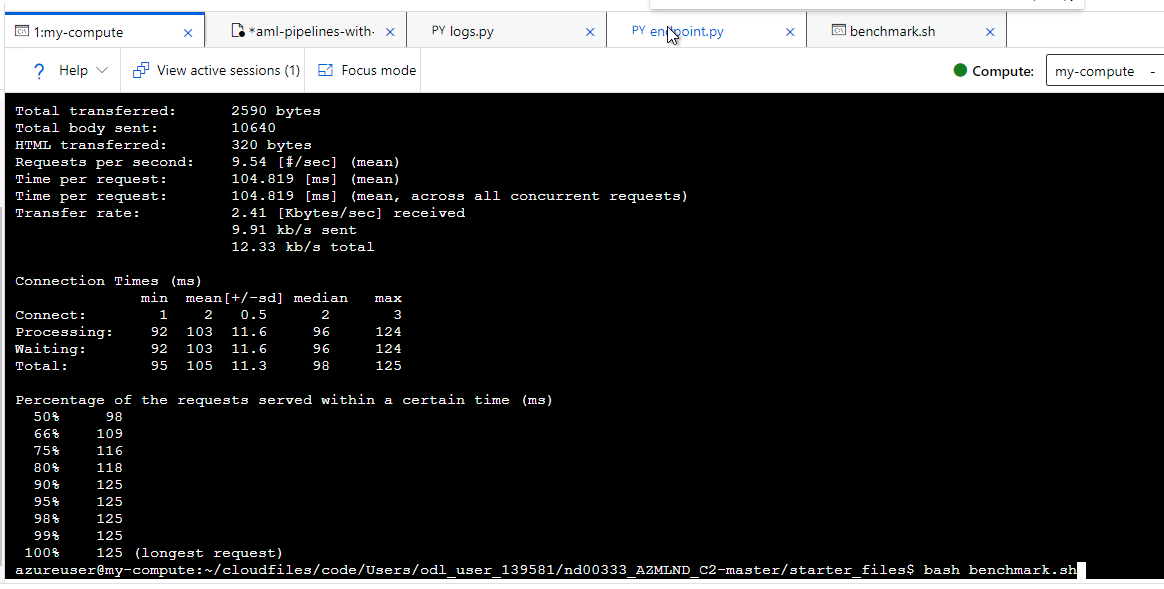 1:my-compute
*aml-pipelines-with-
PY logs.py
PY endpoint.py
benchmark.sh
? Help
View active sessions (1)
Focus mode
Compute:
my-compute -
Total transferred: 2590 bytes
Total body sent: 10640
HTML transferred: 320 bytes
Requests per second: 9.54 [#/sec] (mean)
Time per request: 104.819 [ms] (mean)
Time per request: 104.819 [ms] (mean, across all concurrent requests)
Transfer rate: 2.41 [Kbytes/sec] received
9.91 kb/s sent
12.33 kb/s total
Connection Times (ms)
min mean[+/-sd] median max
Connect: 1 2 0.5 2 3
Processing: 92 103 11.6 96 124
Waiting: 92 103 11.6 96 124
Total: 95 105 11.3 98 125
Percentage of the requests served within a certain time (ms)
50% 98
66% 109
75% 116
80% 118
90% 125
95% 125
98% 125
99% 125
100% 125 (longest request)
azureuser@my-compute:~/cloudfiles/code/Users/odl_user_139581/nd00333_AZMLND_C2-master/starter_files$ bash benchmark.sh